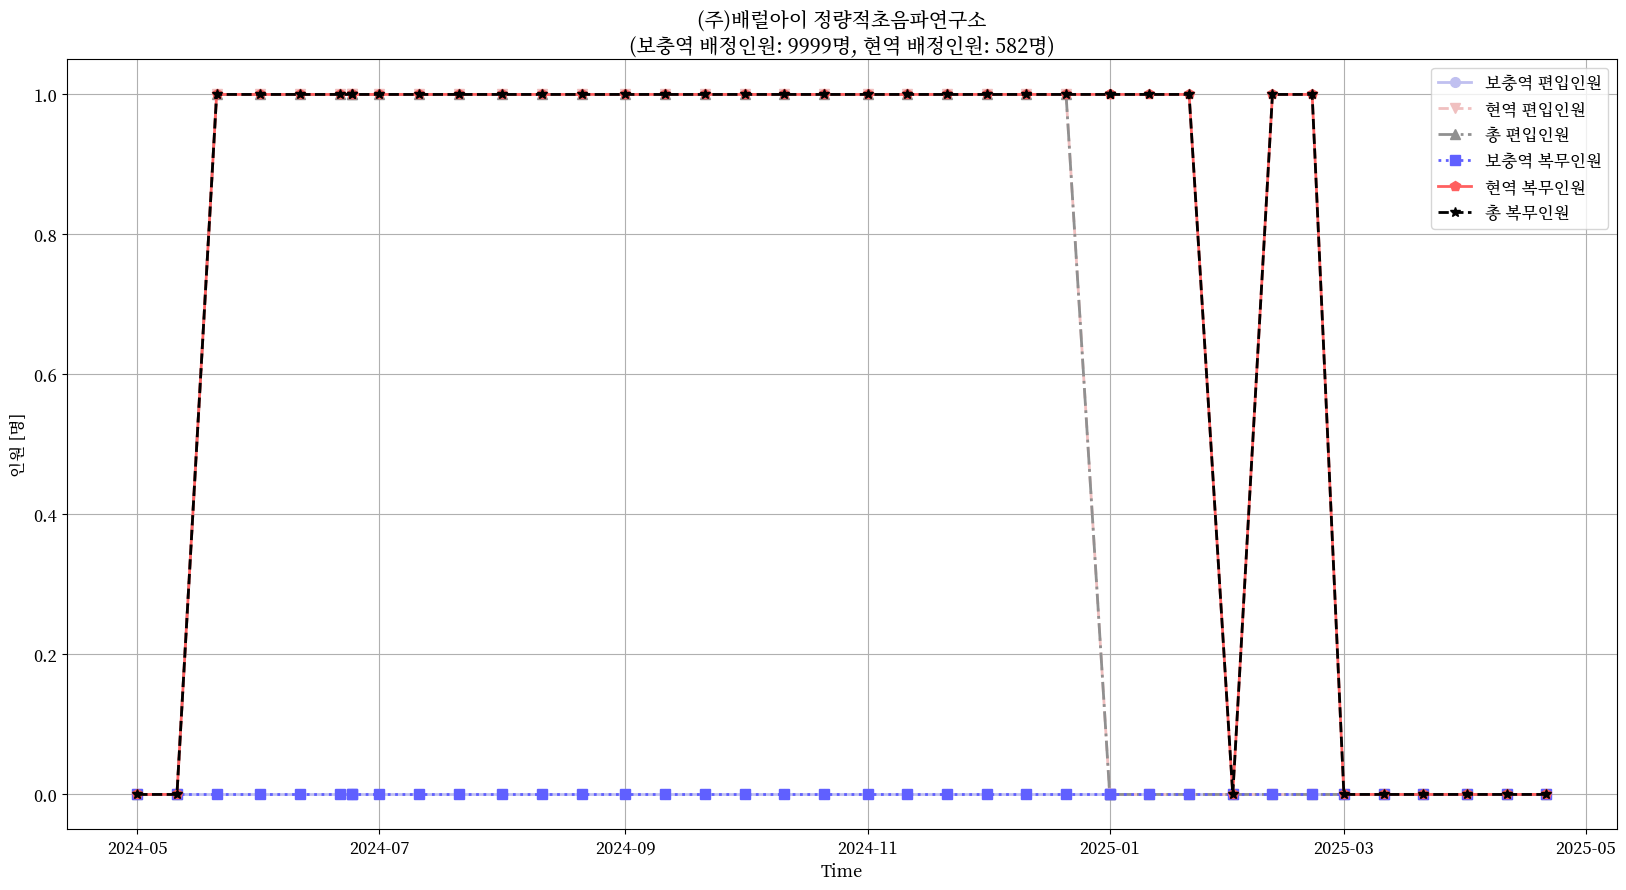 (주)배럴아이 정량적초음파연구소
(보충역 배정인원: 9999명, 현역 배정인원: 582명)
보충역 편입인원
현역 편입인원
총 편입인원
보충역 복무인원
현역 복무인원
총 복무인원
1.0
0.8
0.6
0.4
0.2
0.0
인원 [명]
2024-05
2024-07
2024-09
2024-11
2025-01
2025-03
2025-05
Time